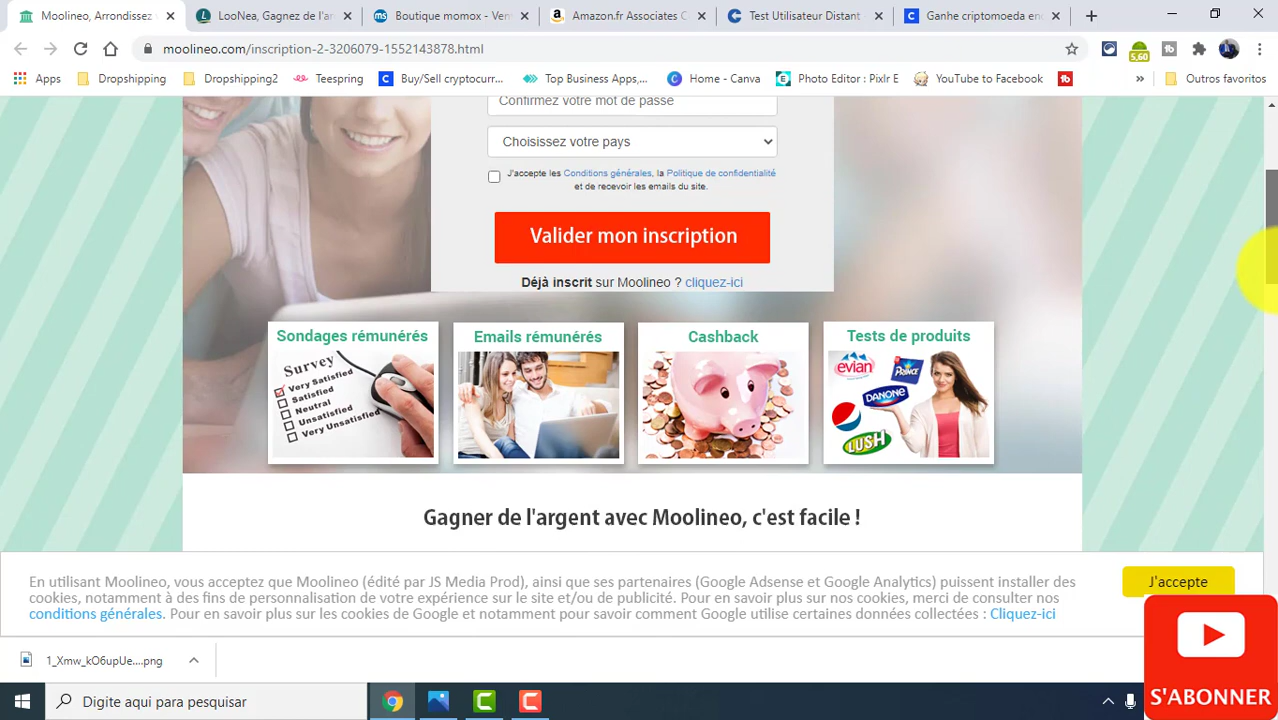 Moolineo, Arrondissez v
LooNea, Gagnez de l'ar
Boutique momox - Ven
Amazon.fr Associates C
Test Utilisateur Distant -
Ganhe criptomoeda enq
moolineo.com/inscription-2-3206079-1552143878.html
5,60
Apps
Dropshipping
Dropshipping2
Teespring
Buy/Sell cryptocurr...
Top Business Apps,...
Home - Canva
Photo Editor : Pixlr E
YouTube to Facebook
»
Outros favoritos
Confirmez votre mot de passe
Choisissez votre pays
J'accepte les Conditions générales, la Politique de confidentialité
et de recevoir les emails du site.
Valider mon inscription
Déjà inscrit sur Moolineo ? cliquez-ici
Sondages rémunérés
Emails rémunérés
Cashback
Tests de produits
Survey
Very Satisfied
Satisfied
Neutral
Unsatisfied
Very Unsatisfied
evian
PRINCE
DANONE
LUSH
Gagner de l'argent avec Moolineo, c'est facile !
En utilisant Moolineo, vous acceptez que Moolineo (édité par JS Media Prod), ainsi que ses partenaires (Google Adsense et Google Analytics) puissent installer des
cookies, notamment à des fins de personnalisation de votre experience sur le site et/ou de publicité. Pour en savoir plus sur nos cookies, merci de consulter nos
conditions générales. Pour en savoir plus sur les cookies de Google et notamment pour savoir comment Google utilise certaines données collectées : Cliquez-ici
J'accepte
1_Xmw_kO6upUe....png
Digite aqui para pesquisar
S'ABONNER